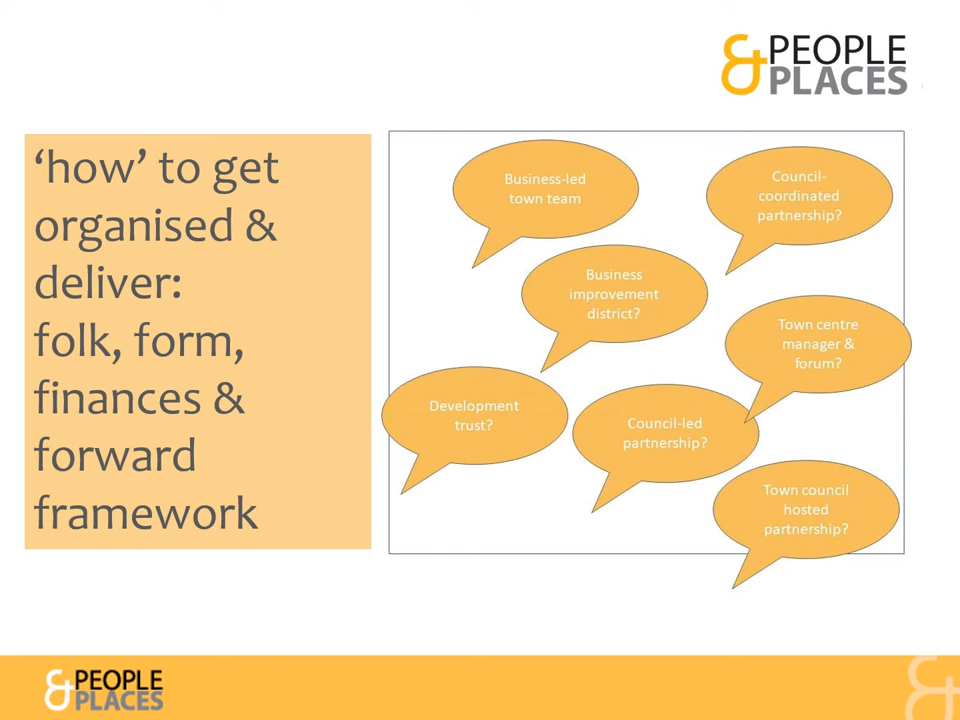 &PEOPLE
PLACES
‘how’ to get
organised &
deliver:
folk, form,
finances &
forward
framework
Business-led
town team
Council-
coordinated
partnership?
Business
improvement
district?
Town centre
manager &
forum?
Development
trust?
Council-led
partnership?
Town council
hosted
partnership?
&PEOPLE
PLACES
&